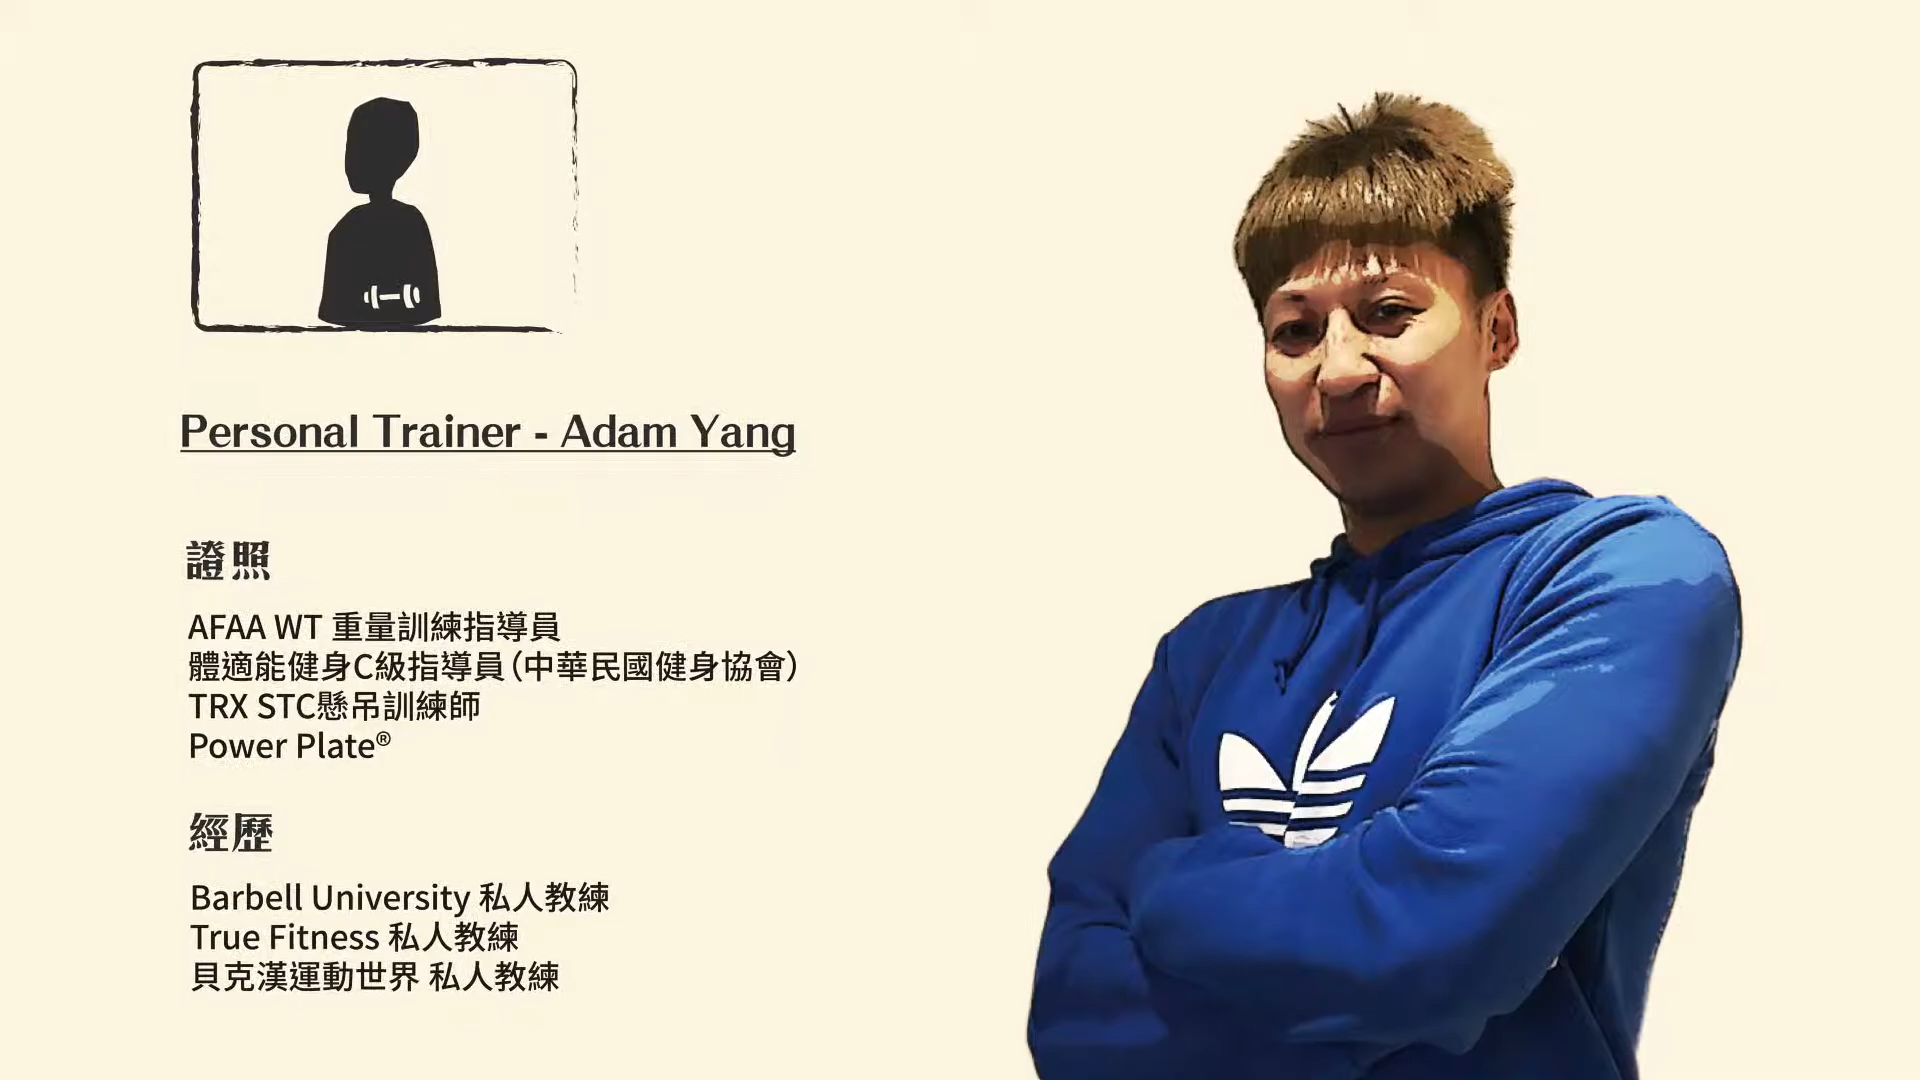 Personal Trainer - Adam Yang
證照
AFAA WT 重量訓練指導員
體適能健身C級指導員（中華民國健身協會）
TRX STC懸吊訓練師
Power Plate®
經歷
Barbell University 私人教練
True Fitness 私人教練
貝克漢運動世界 私人教練